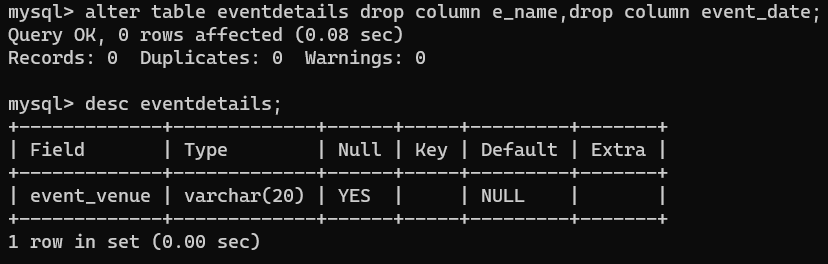 mysql> alter table eventdetails drop column e_name,drop column event_date;
Query OK, 0 rows affected (0.08 sec)
Records: 0  Duplicates: 0  Warnings: 0

mysql> desc eventdetails;
+-------------+-------------+------+-----+---------+-------+
| Field       | Type        | Null | Key | Default | Extra |
+-------------+-------------+------+-----+---------+-------+
| event_venue | varchar(20) | YES  |     | NULL    |       |
+-------------+-------------+------+-----+---------+-------+
1 row in set (0.00 sec)